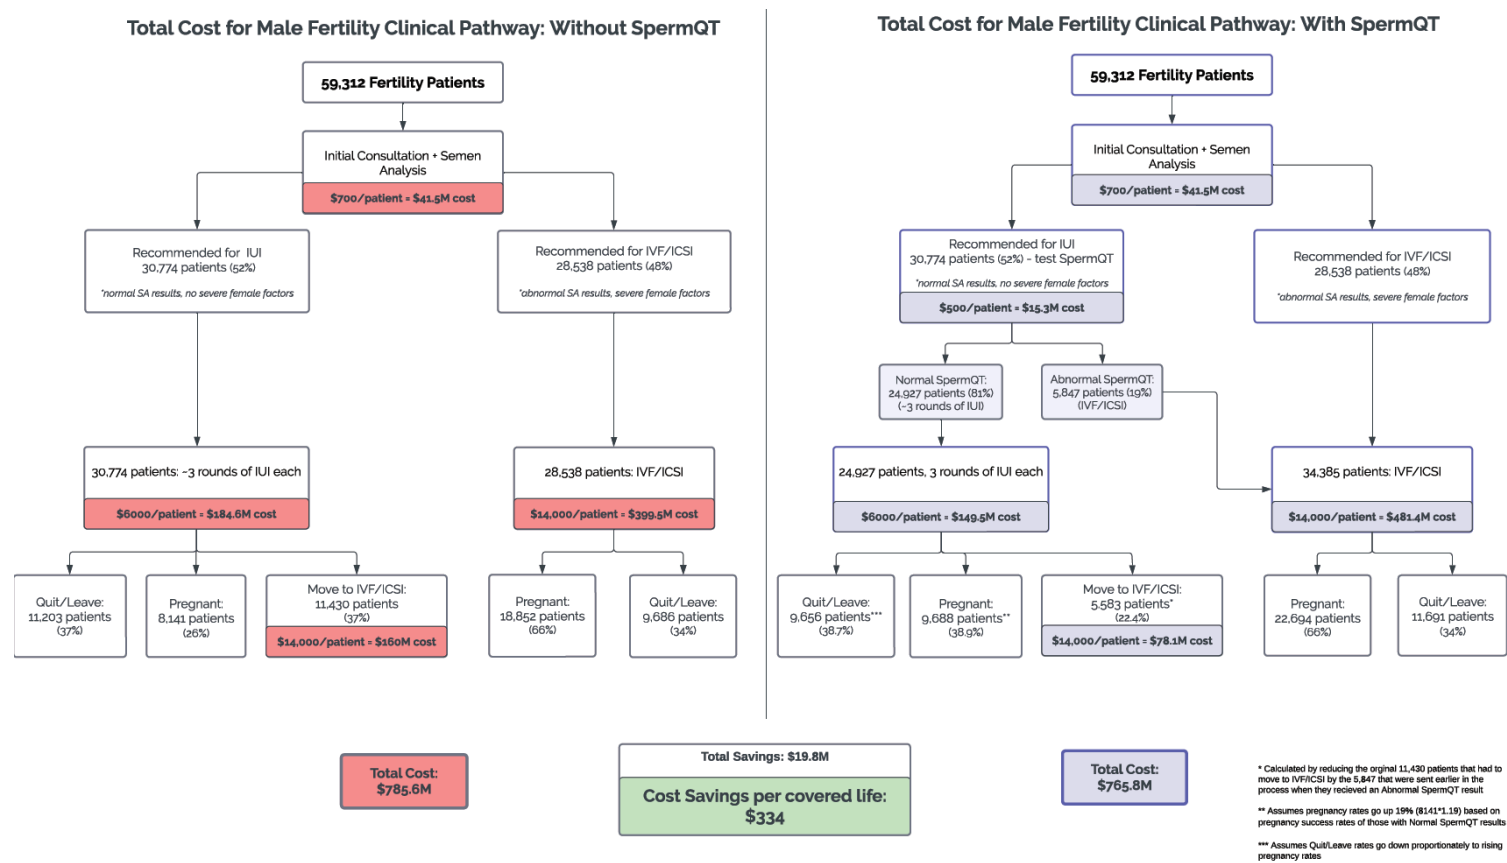 Total Cost for Male Fertility Clinical Pathway: Without SpermQT
59,312 Fertility Patients
Initial Consultation + Semen
Analysis
$700/patient = $41.5M cost
Recommended for IUI
30,774 patients (52%)
*normal SA results, no severe female factors
Recommended for IVF/ICSI
28,538 patients (48%)
*abnormal SA results, severe female factors
30,774 patients: ~3 rounds of IUI each
$6000/patient = $184.6M cost
28,538 patients: IVF/ICSI
$14,000/patient = $399.5M cost
Quit/Leave:
11,203 patients
(37%)
Pregnant:
8,141 patients
(26%)
Move to IVF/ICSI:
11,430 patients
(37%)
$14,000/patient = $160M cost
Pregnant:
18,852 patients
(66%)
Quit/Leave:
9,686 patients
(34%)
Total Cost for Male Fertility Clinical Pathway: With SpermQT
59,312 Fertility Patients
Initial Consultation + Semen
Analysis
$700/patient = $41.5M cost
Recommended for IUI
30,774 patients (52%) - test SpermQT
*normal SA results, no severe female factors
$500/patient = $15.3M cost
Recommended for IVF/ICSI
28,538 patients (48%)
*abnormal SA results, severe female factors
Normal SpermQT:
24,927 patients (81%)
(~3 rounds of IUI)
Abnormal SpermQT:
5,847 patients (19%)
(IVF/ICSI)
24,927 patients, 3 rounds of IUI each
$6000/patient = $149.5M cost
34,385 patients: IVF/ICSI
$14,000/patient = $481.4M cost
Quit/Leave:
9,656 patients***
(38.7%)
Pregnant:
9,688 patients**
(38.9%)
Move to IVF/ICSI:
5,583 patients*
(22.4%)
$14,000/patient = $78.1M cost
Pregnant:
22,694 patients
(66%)
Quit/Leave:
11,691 patients
(34%)
Total Cost:
$785.6M
Total Savings: $19.8M
Cost Savings per covered life:
$334
Total Cost:
$765.8M
* Calculated by reducing the orginal 11,430 patients that had to
move to IVF/ICSI by the 5,847 that were sent earlier in the
process when they recieved an Abnormal SpermQT result
** Assumes pregnancy rates go up 19% (8141*1.19) based on
pregnancy success rates of those with Normal SpermQT results
*** Assumes Quit/Leave rates go down proportionately to rising
pregnancy rates